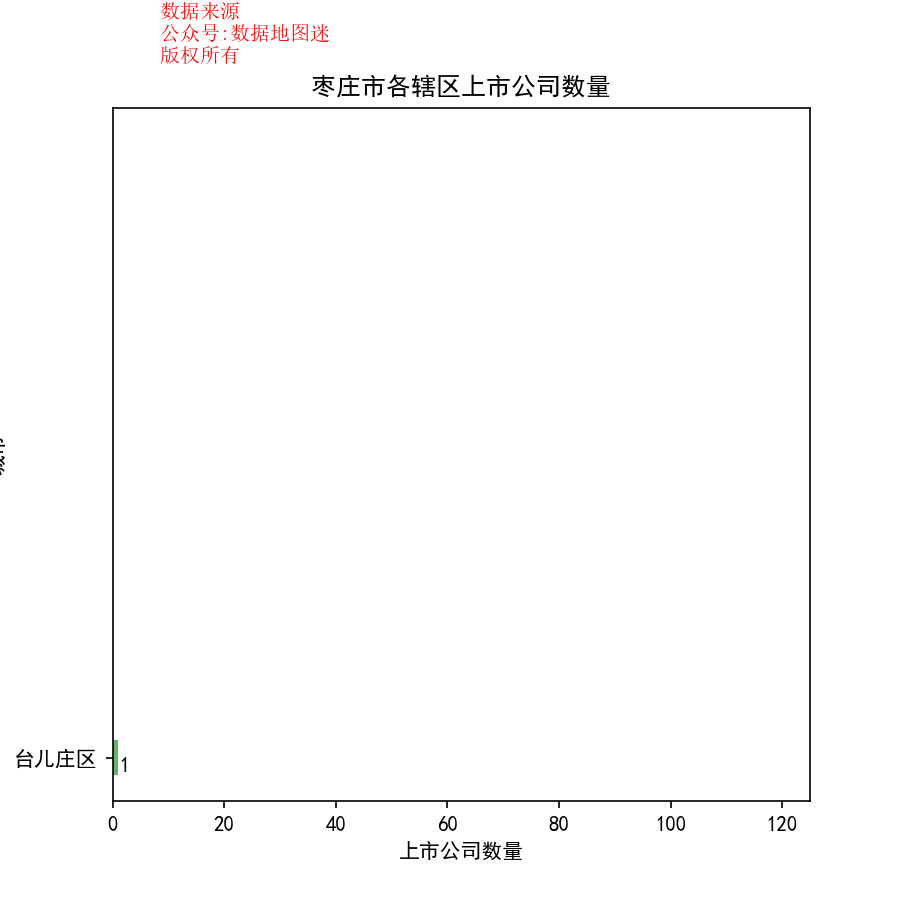 数据来源
公众号:数据地图迷
版权所有
枣庄市各辖区上市公司数量
台儿庄区
1
0 20 40 60 80 100 120
上市公司数量